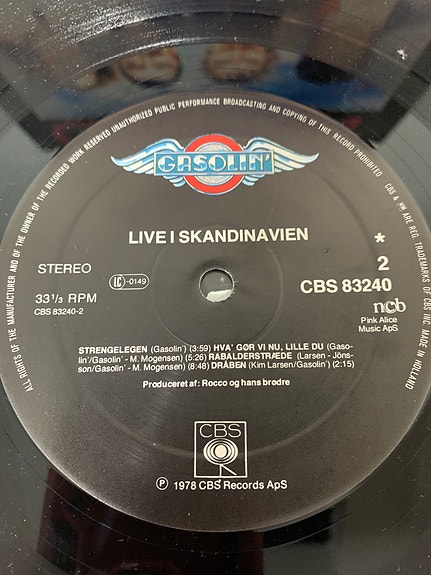 ALL RIGHTS OF THE MANUFACTURER AND OF THE OWNER OF THE RECORDED WORK RESERVED UNAUTHORIZED PUBLIC PERFORMANCE BROADCASTING AND COPYING OF THIS RECORD PROHIBITED CBS & ARE REG. TRADEMARKS OF CBS INC. MADE IN HOLLAND
GASOLIN'
LIVE I SKANDINAVIEN
STEREO
33 1/3 RPM
CBS 83240-2
IC -0149
*
2
CBS 83240
ncb
Pink Alice
Music ApS
STRENGELEGEN (Gasolin') (3:59) HVA' GØR VI NU, LILLE DU (Gaso-
lin'/Gasolin' - M. Mogensen) (5:26) RABALDERSTRÆDE (Larsen - Jöns-
son/Gasolin' - M. Mogensen) (8:48) DRÅBEN (Kim Larsen/Gasolin') (2:15)
Produceret af: Rocco og hans brødre
CBS
℗ 1978 CBS Records ApS